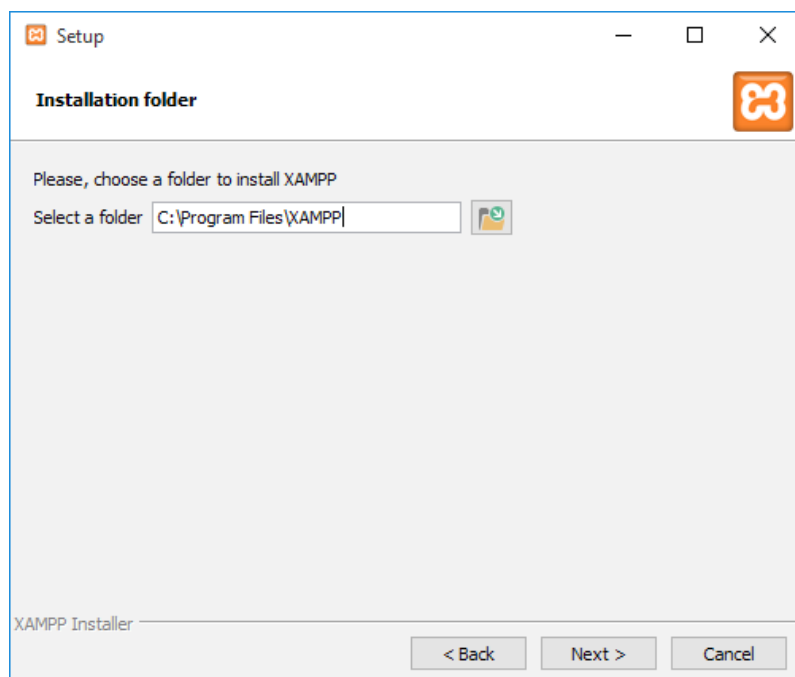 Setup
Installation folder
Please, choose a folder to install XAMPP
Select a folder C:\Program Files\XAMPP
XAMPP Installer
< Back Next > Cancel